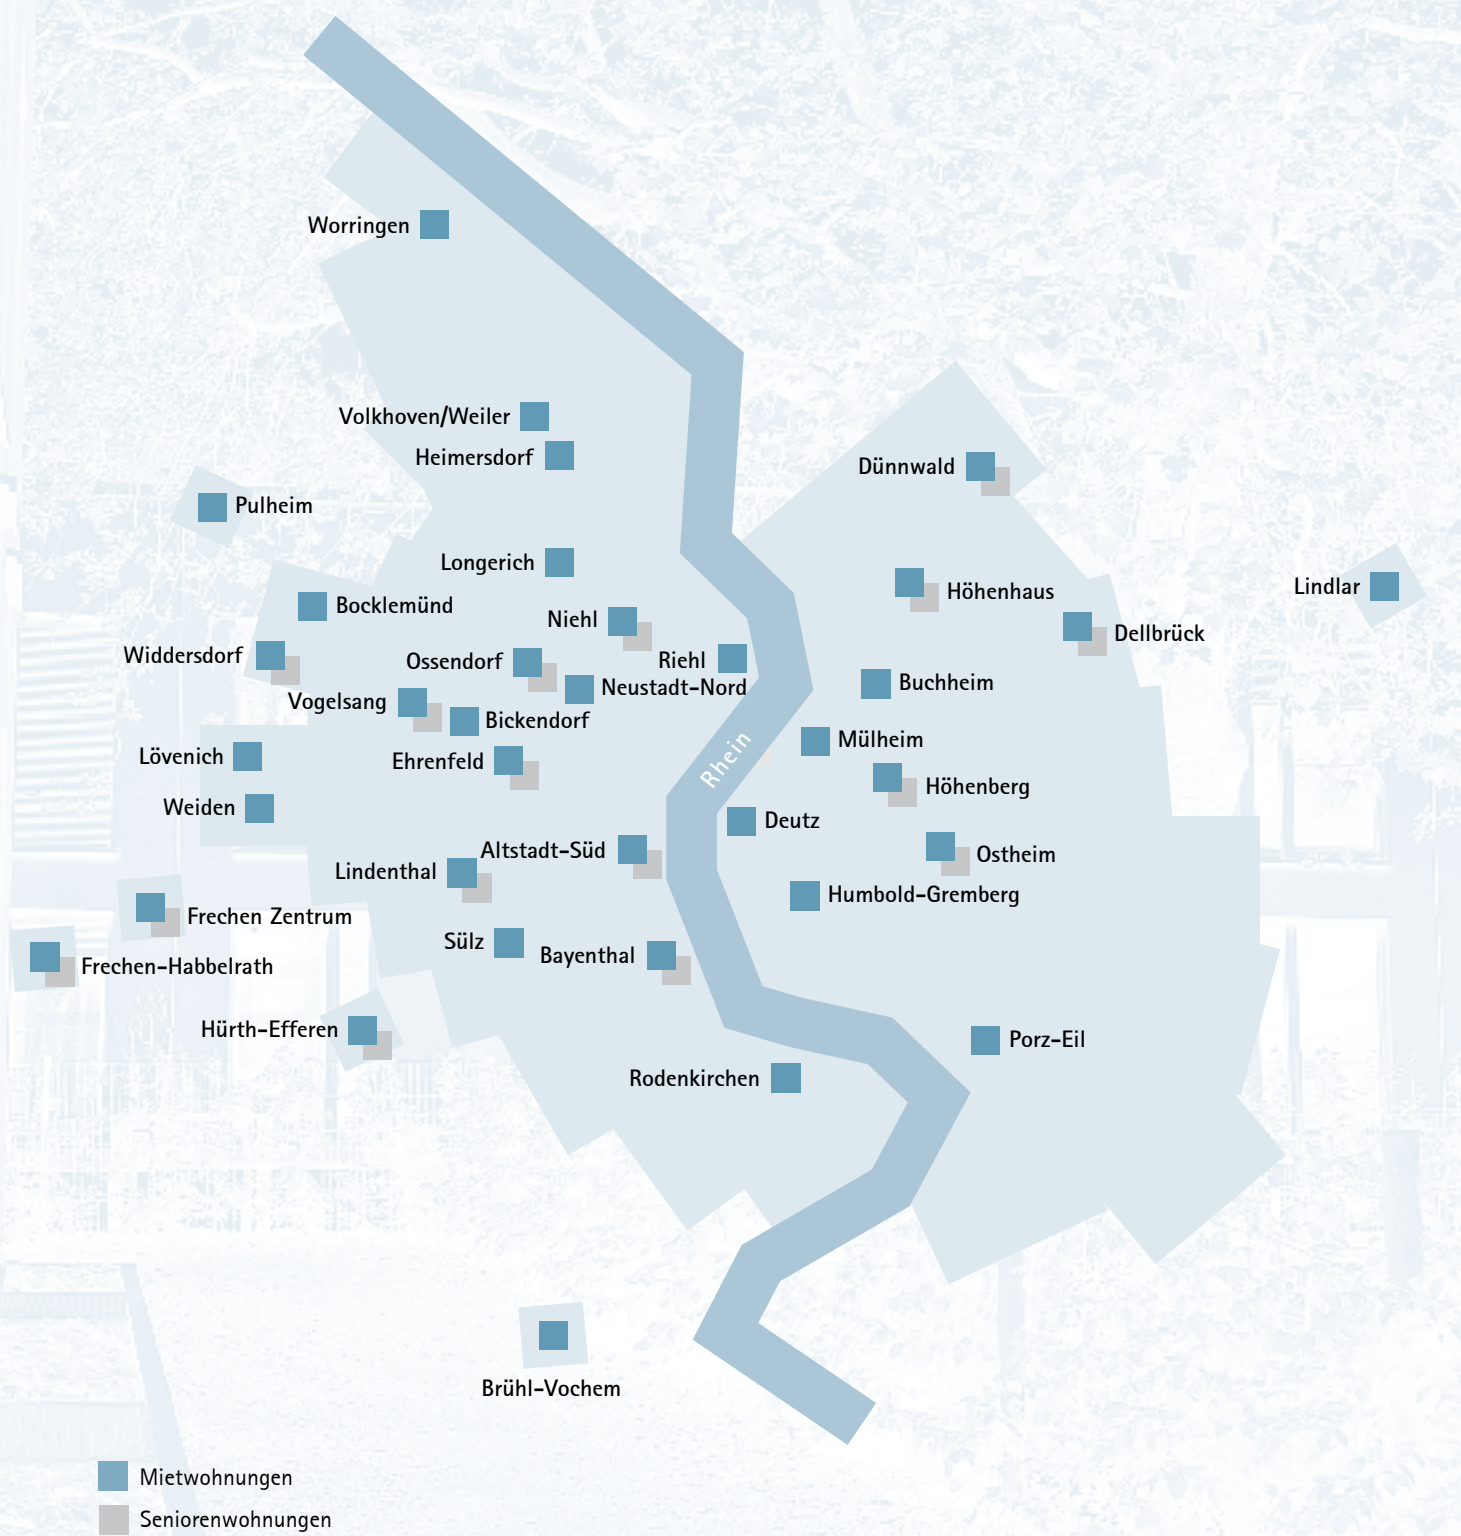 Worringen
Volkhoven/Weiler
Heimersdorf
Dünnwald
Pulheim
Longerich
Lindlar
Höhenhaus
Bocklemünd
Niehl
Dellbrück
Widdersdorf
Ossendorf
Riehl
Buchheim
Neustadt-Nord
Vogelsang
Bickendorf
Mülheim
Lövenich
Ehrenfeld
Rhein
Höhenberg
Weiden
Deutz
Altstadt-Süd
Ostheim
Lindenthal
Humbold-Gremberg
Frechen Zentrum
Sülz
Bayenthal
Frechen-Habbelrath
Hürth-Efferen
Porz-Eil
Rodenkirchen
Brühl-Vochem
Mietwohnungen
Seniorenwohnungen